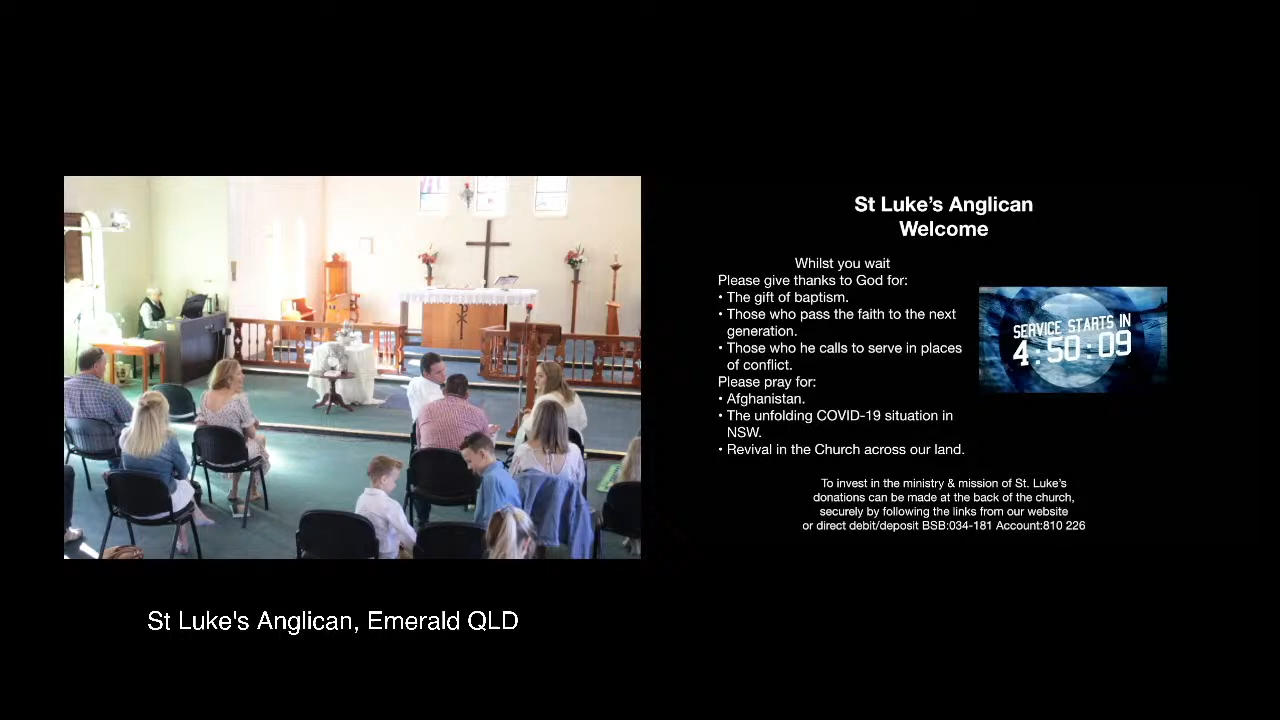 St Luke’s Anglican
Welcome
Whilst you wait
Please give thanks to God for:
• The gift of baptism.
• Those who pass the faith to the next
generation.
• Those who he calls to serve in places
of conflict.
Please pray for:
• Afghanistan.
• The unfolding COVID-19 situation in
NSW.
• Revival in the Church across our land.
SERVICE STARTS IN
4:50:09
To invest in the ministry & mission of St. Luke’s
donations can be made at the back of the church,
securely by following the links from our website
or direct debit/deposit BSB:034-181 Account:810 226
St Luke's Anglican, Emerald QLD